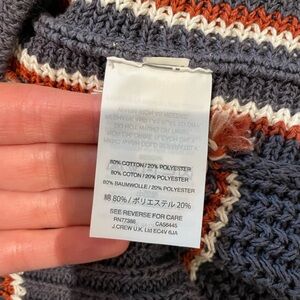 80% COTTON / 20% POLYESTER
80% COTON / 20% POLYESTER
80% BAUMWOLLE / 20% POLYESTER
綿 80% / ポリエステル 20%
SEE REVERSE FOR CARE
RN77388 CA56445
J.CREW U.K. Ltd EC4V 6JA